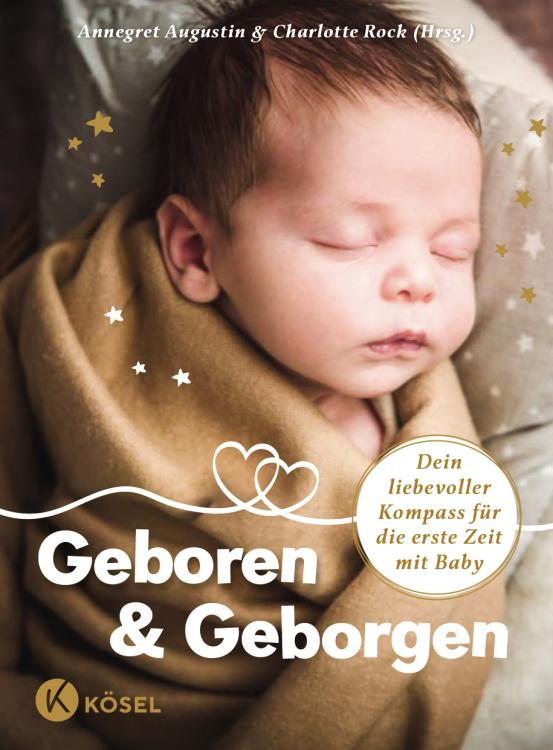 Annegret Augustin & Charlotte Rock (Hrsg.)
Dein
liebevoller
Kompass für
die erste Zeit
mit Baby
Geboren
& Geborgen
K KÖSEL